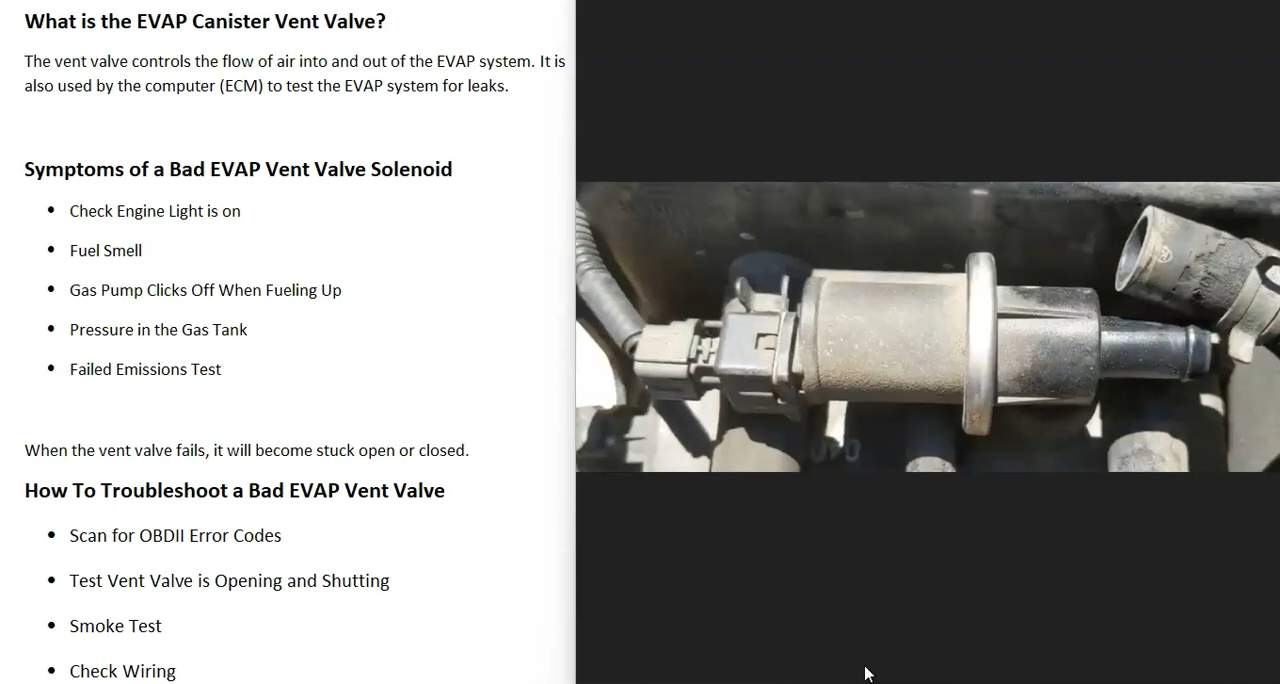 What is the EVAP Canister Vent Valve?
The vent valve controls the flow of air into and out of the EVAP system. It is
also used by the computer (ECM) to test the EVAP system for leaks.
Symptoms of a Bad EVAP Vent Valve Solenoid
• Check Engine Light is on
• Fuel Smell
• Gas Pump Clicks Off When Fueling Up
• Pressure in the Gas Tank
• Failed Emissions Test
When the vent valve fails, it will become stuck open or closed.
How To Troubleshoot a Bad EVAP Vent Valve
• Scan for OBDII Error Codes
• Test Vent Valve is Opening and Shutting
• Smoke Test
• Check Wiring